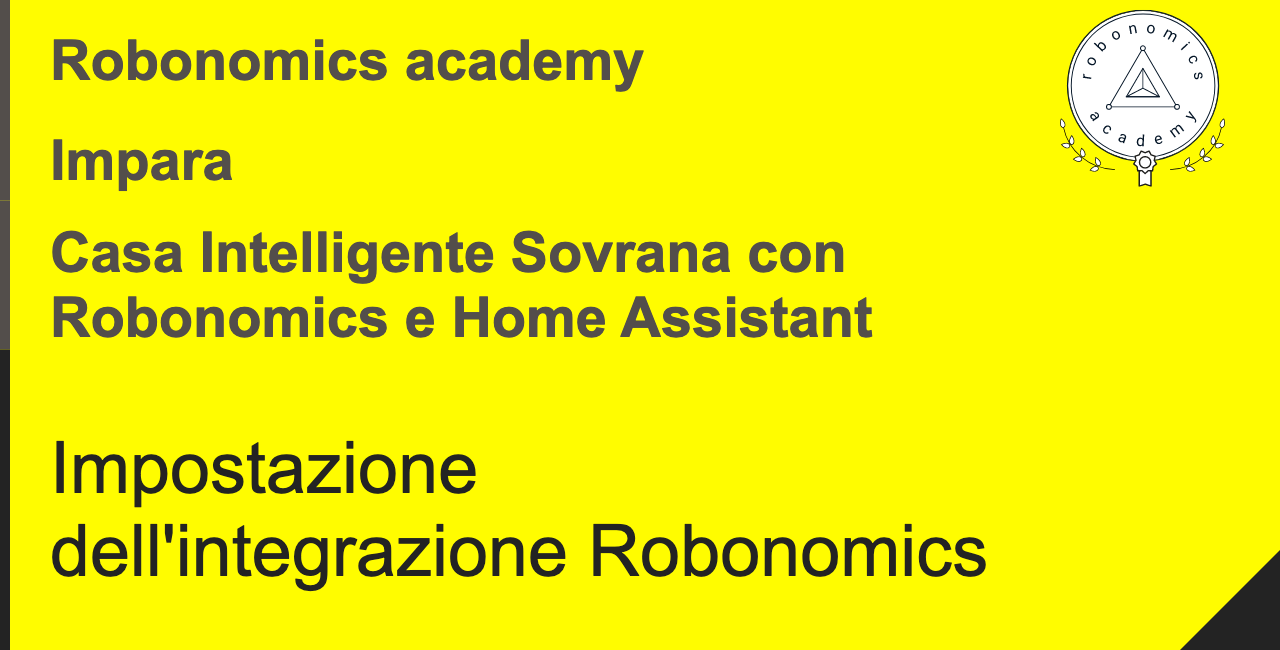 Robonomics academy
Impara
Casa Intelligente Sovrana con
Robonomics e Home Assistant
Impostazione
dell'integrazione Robonomics
robonomics
academy